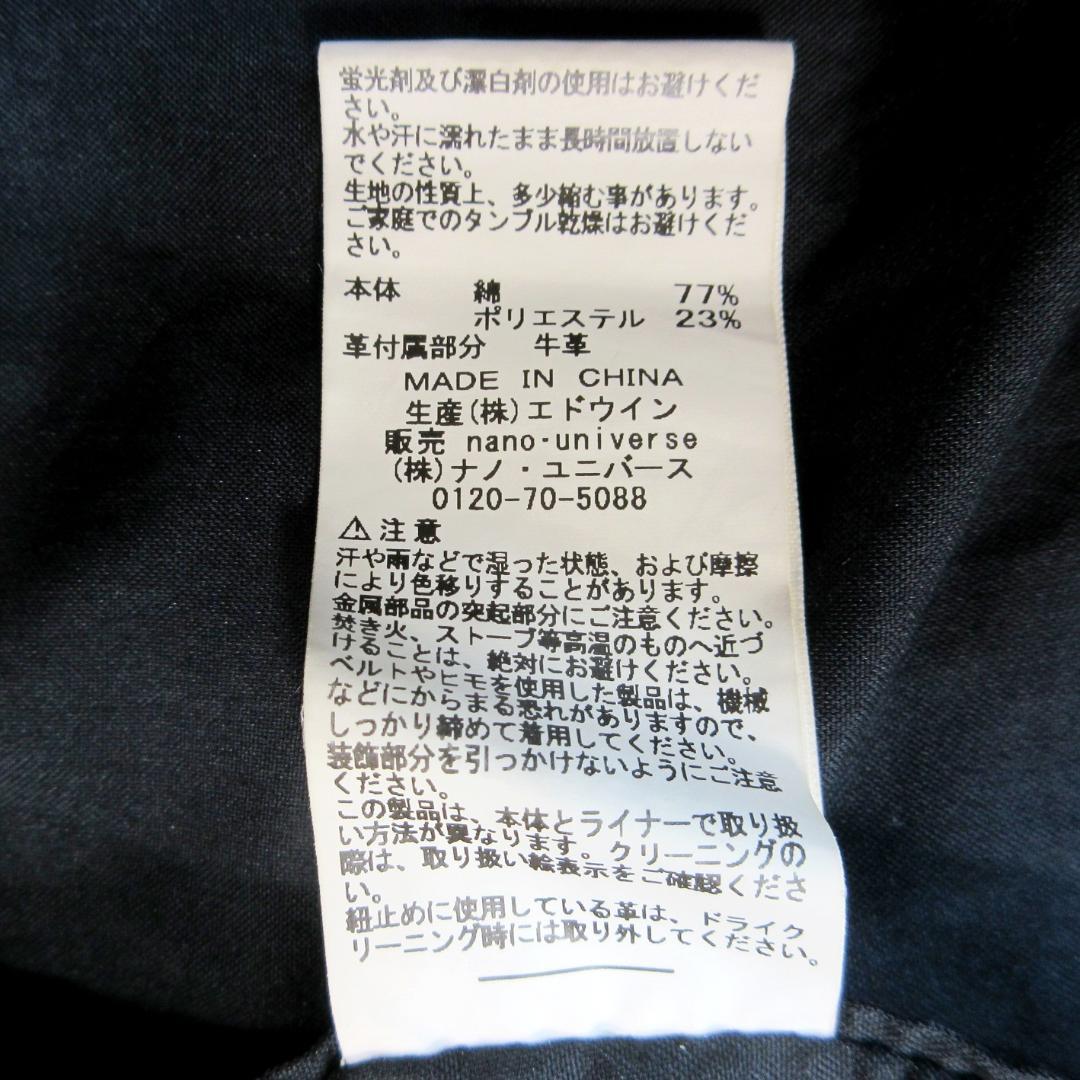 蛍光剤及び漂白剤の使用はお避けくだ
さい。
水や汗に濡れたまま長時間放置しない
でください。
生地の性質上、多少縮む事があります。
ご家庭でのタンブル乾燥はお避けくだ
さい。
本体 綿 77%
ポリエステル 23%
革付属部分 牛革
MADE IN CHINA
生産(株)エドウイン
販売 nano・universe
(株)ナノ・ユニバース
0120-70-5088
⚠注意
汗や雨などで湿った状態、および摩擦
により色移りすることがあります。
金属部品の突起部分にご注意ください。
焚き火、ストーブ等高温のものへ近づ
けることは、絶対にお避けください。
ベルトやヒモを使用した製品は、機械
などにからまる恐れがありますので、
しっかり締めて着用してください。
装飾部分を引っかけないようにご注意
ください。
この製品は、本体とライナーで取り扱
い方法が異なります。クリーニングの
際は、取り扱い絵表示をご確認くださ
い。
紐止めに使用している革は、ドライク
リーニング時には取り外してください。